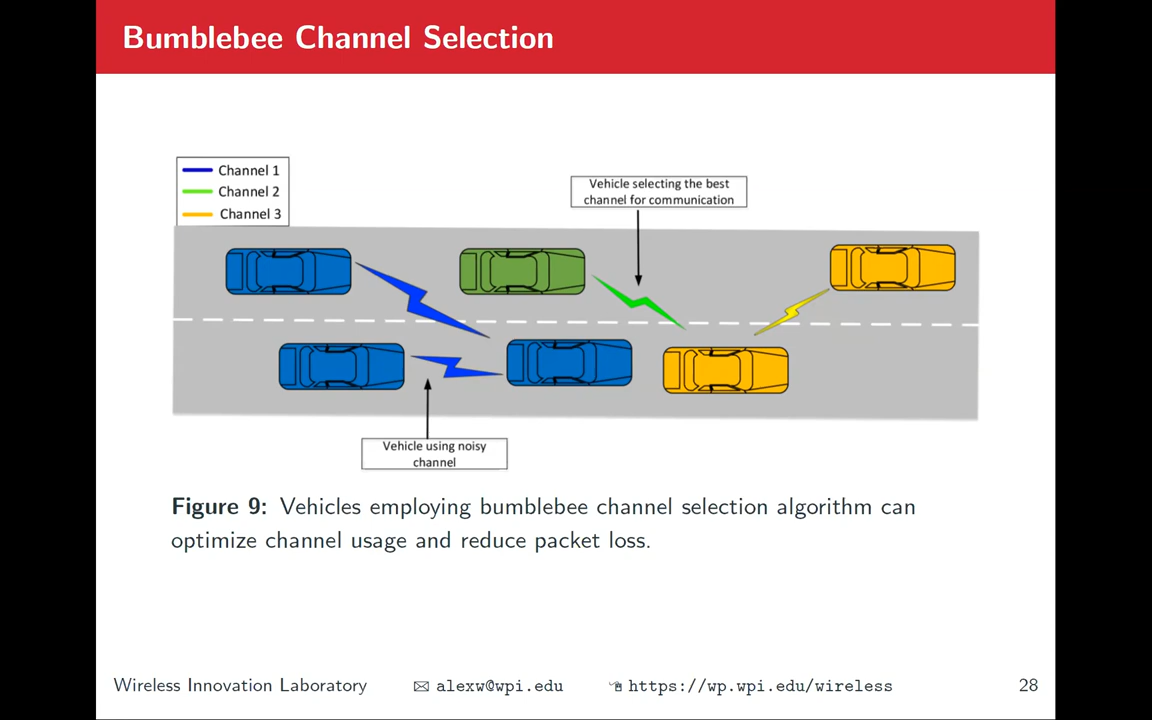 Bumblebee Channel Selection
Channel 1
Channel 2
Channel 3
Vehicle selecting the best
channel for communication
Vehicle using noisy
channel
Figure 9: Vehicles employing bumblebee channel selection algorithm can
optimize channel usage and reduce packet loss.
Wireless Innovation Laboratory alexw@wpi.edu https://wp.wpi.edu/wireless 28